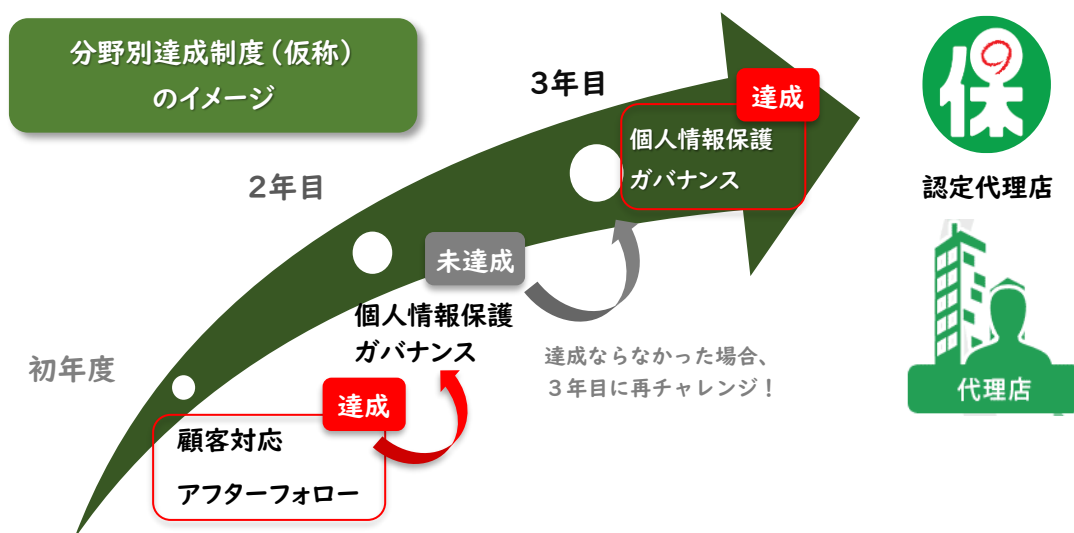 分野別達成制度（仮称）
のイメージ
3年目
達成
個人情報保護
ガバナンス
保
認定代理店
2年目
未達成
個人情報保護
ガバナンス
達成ならなかった場合、
３年目に再チャレンジ！
代理店
初年度
達成
顧客対応
アフターフォロー